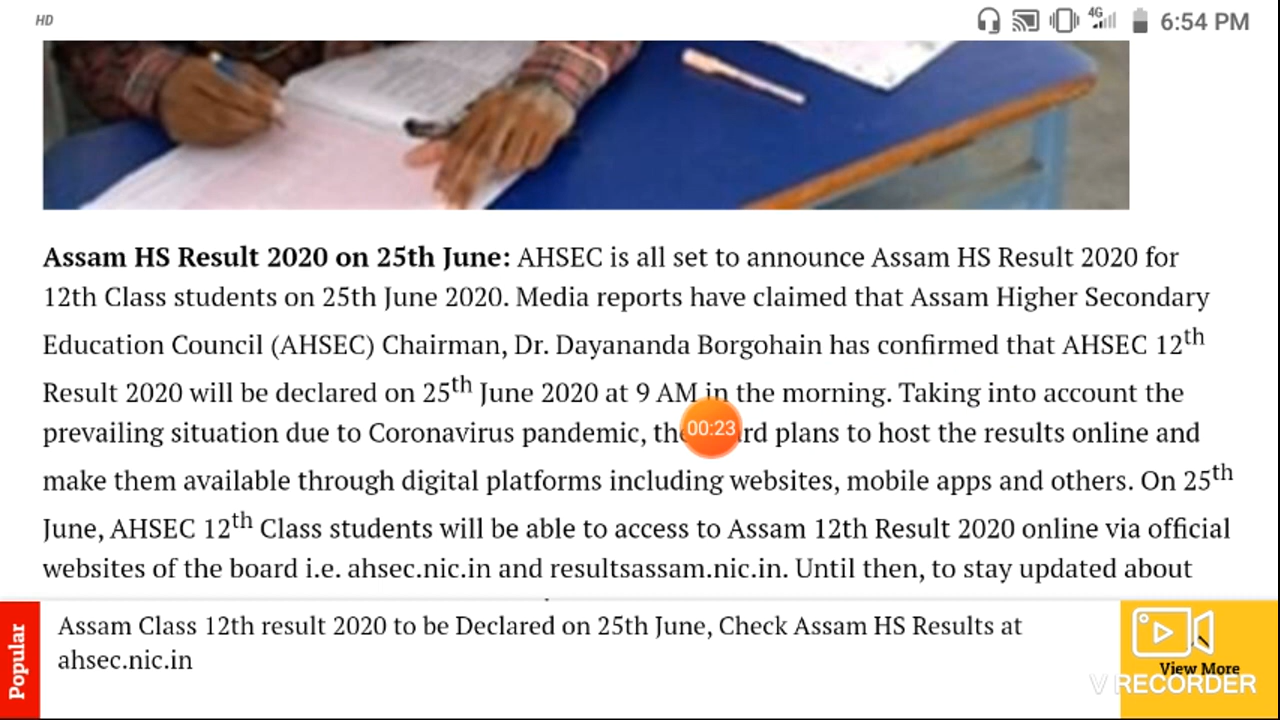 HD 4G 6:54 PM
Assam HS Result 2020 on 25th June: AHSEC is all set to announce Assam HS Result 2020 for
12th Class students on 25th June 2020. Media reports have claimed that Assam Higher Secondary
Education Council (AHSEC) Chairman, Dr. Dayananda Borgohain has confirmed that AHSEC 12th
Result 2020 will be declared on 25th June 2020 at 9 AM in the morning. Taking into account the
prevailing situation due to Coronavirus pandemic, 00:23 plans to host the results online and
make them available through digital platforms including websites, mobile apps and others. On 25th
June, AHSEC 12th Class students will be able to access to Assam 12th Result 2020 online via official
websites of the board i.e. ahsec.nic.in and resultsassam.nic.in. Until then, to stay updated about
Popular
Assam Class 12th result 2020 to be Declared on 25th June, Check Assam HS Results at
ahsec.nic.in
View More
V RECORDER